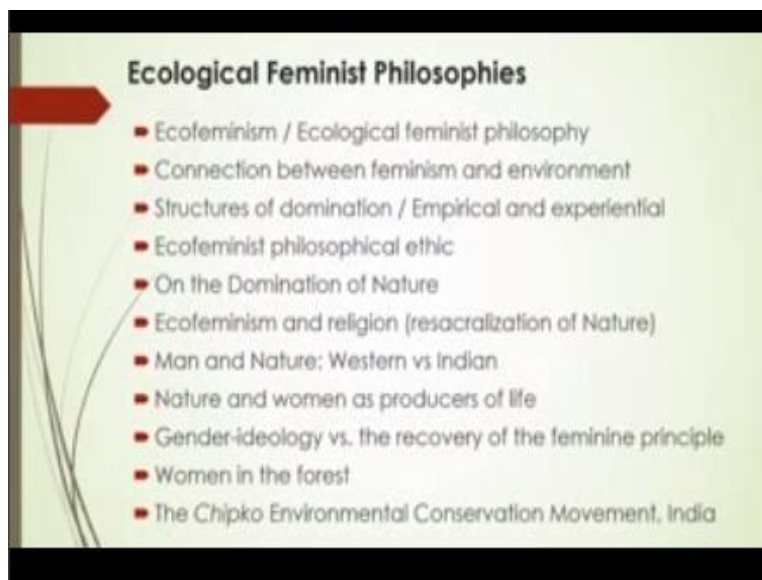 Ecological Feminist Philosophies
Ecofeminism / Ecological feminist philosophy
Connection between feminism and environment
Structures of domination / Empirical and experiential
Ecofeminist philosophical ethic
On the Domination of Nature
Ecofeminism and religion (resacralization of Nature)
Man and Nature: Western vs Indian
Nature and women as producers of life
Gender-ideology vs. the recovery of the feminine principle
Women in the forest
The Chipko Environmental Conservation Movement, India